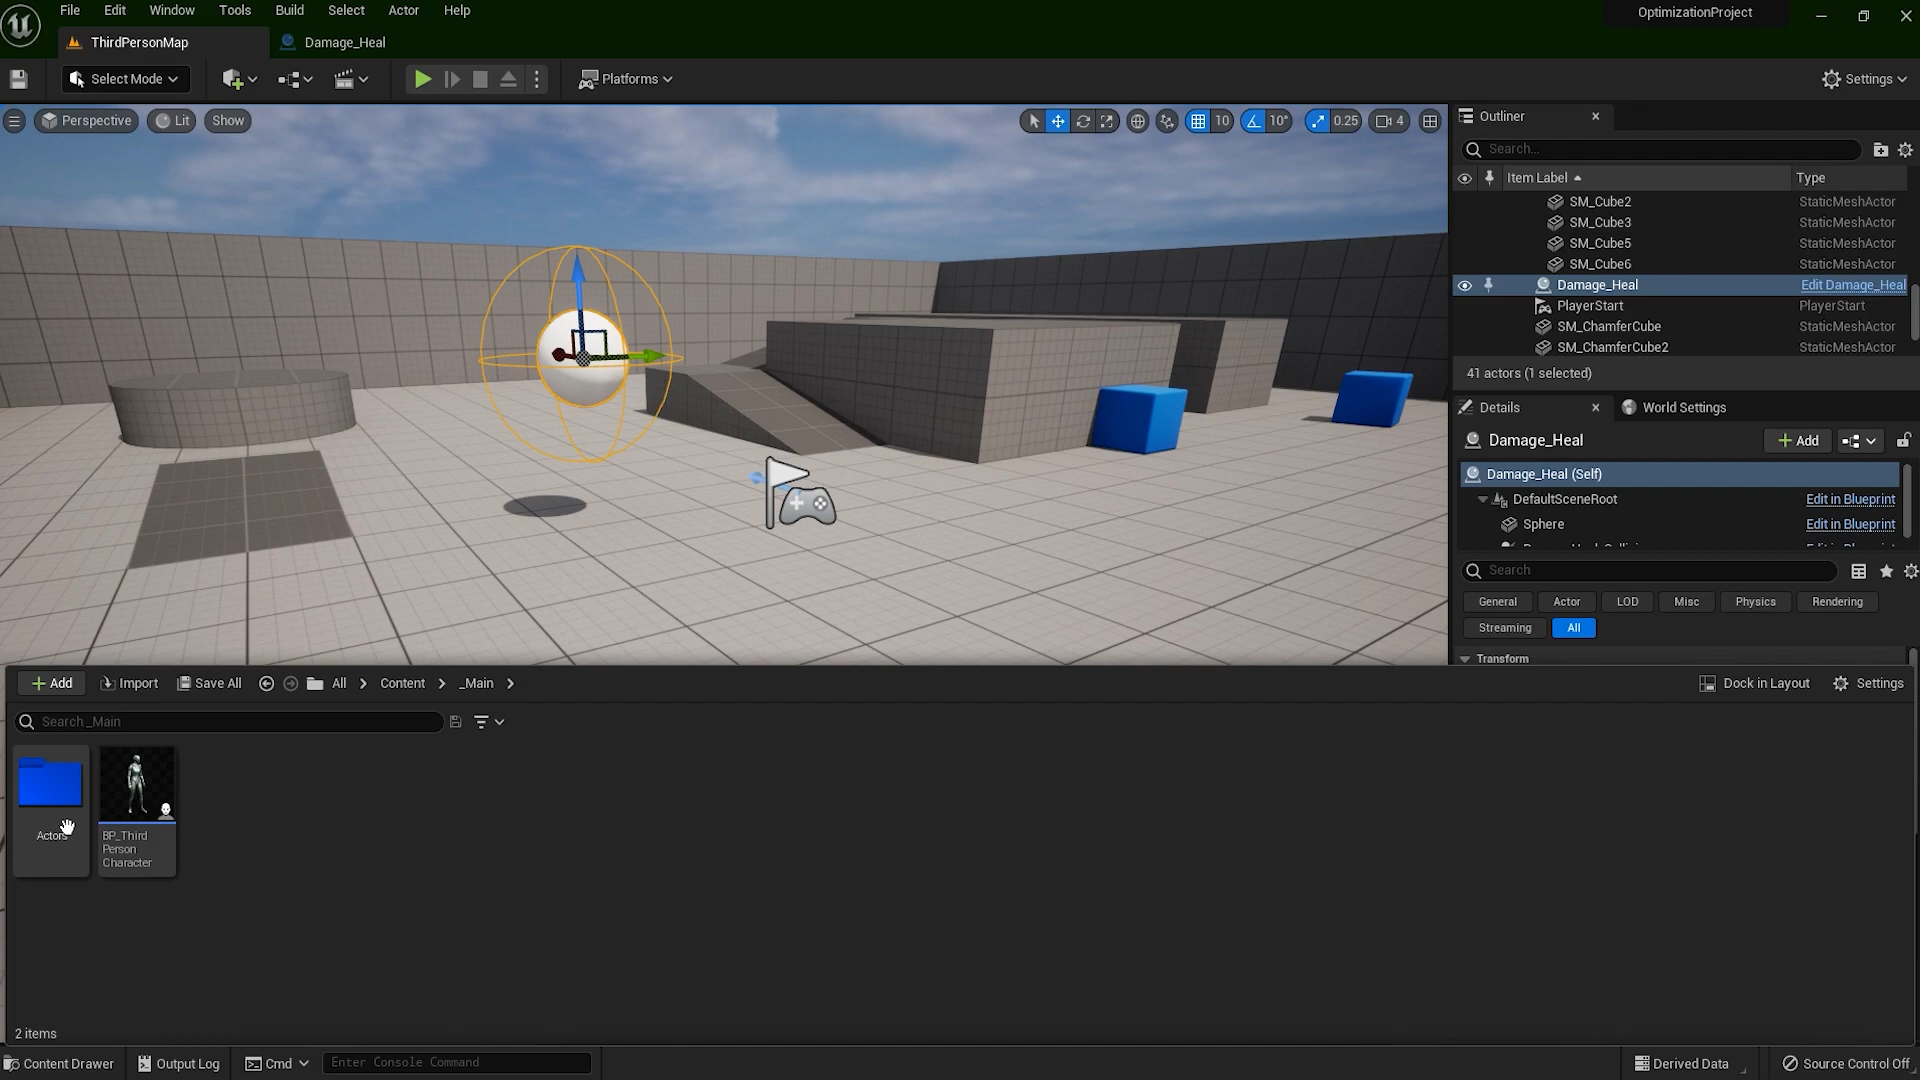 File Edit Window Tools Build Select Actor Help
OptimizationProject
ThirdPersonMap
Damage_Heal
Select Mode
Platforms
Settings
Perspective
Lit
Show
10
10°
0.25
4
Outliner
Search...
Item Label
Type
SM_Cube2 StaticMeshActor
SM_Cube3 StaticMeshActor
SM_Cube5 StaticMeshActor
SM_Cube6 StaticMeshActor
Damage_Heal Edit Damage_Heal
PlayerStart PlayerStart
SM_ChamferCube StaticMeshActor
SM_ChamferCube2 StaticMeshActor
41 actors (1 selected)
Details
World Settings
Damage_Heal
Add
Damage_Heal (Self)
DefaultSceneRoot Edit in Blueprint
Sphere Edit in Blueprint
Search
General Actor LOD Misc Physics Rendering
Streaming All
Transform
Add Import Save All All Content _Main
Dock in Layout Settings
Search _Main
Actors
BP_Third
Person
Character
2 items
Content Drawer Output Log Cmd Enter Console Command
Derived Data Source Control Off